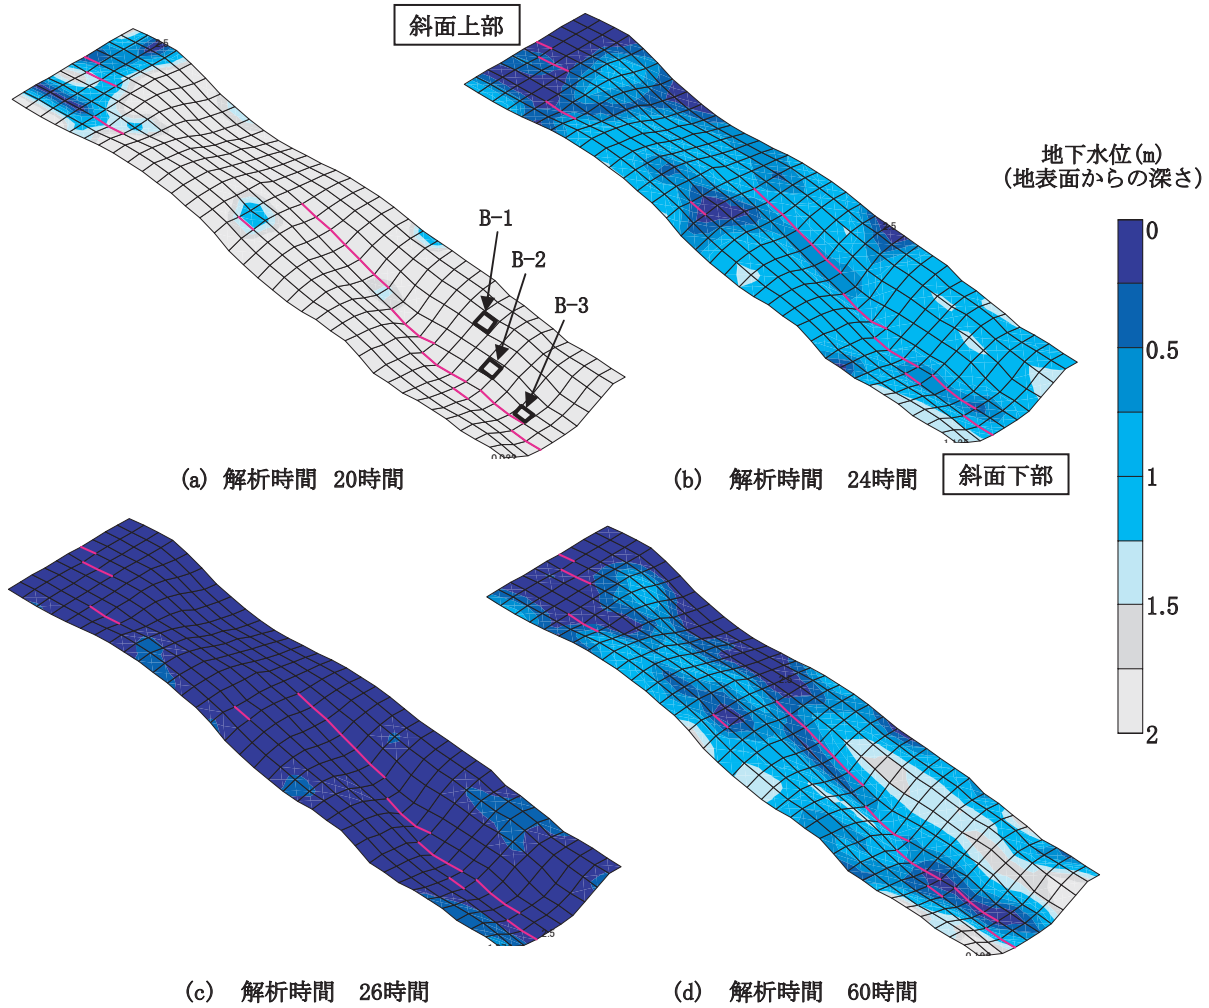 斜面上部
B-1
B-2
B-3
地下水位(m)
(地表面からの深さ)
0
0.5
1
1.5
2
(a) 解析時間 20時間
(b) 解析時間 24時間
斜面下部
(c) 解析時間 26時間
(d) 解析時間 60時間